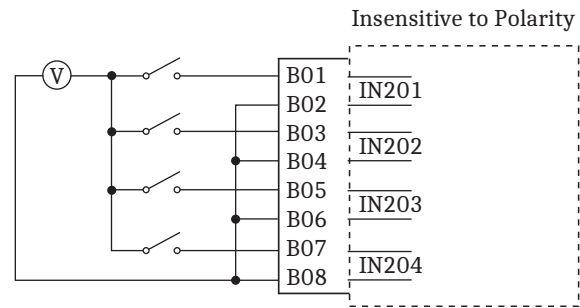 Insensitive to Polarity
V
B01
IN201
B02
B03
IN202
B04
B05
IN203
B06
B07
IN204
B08